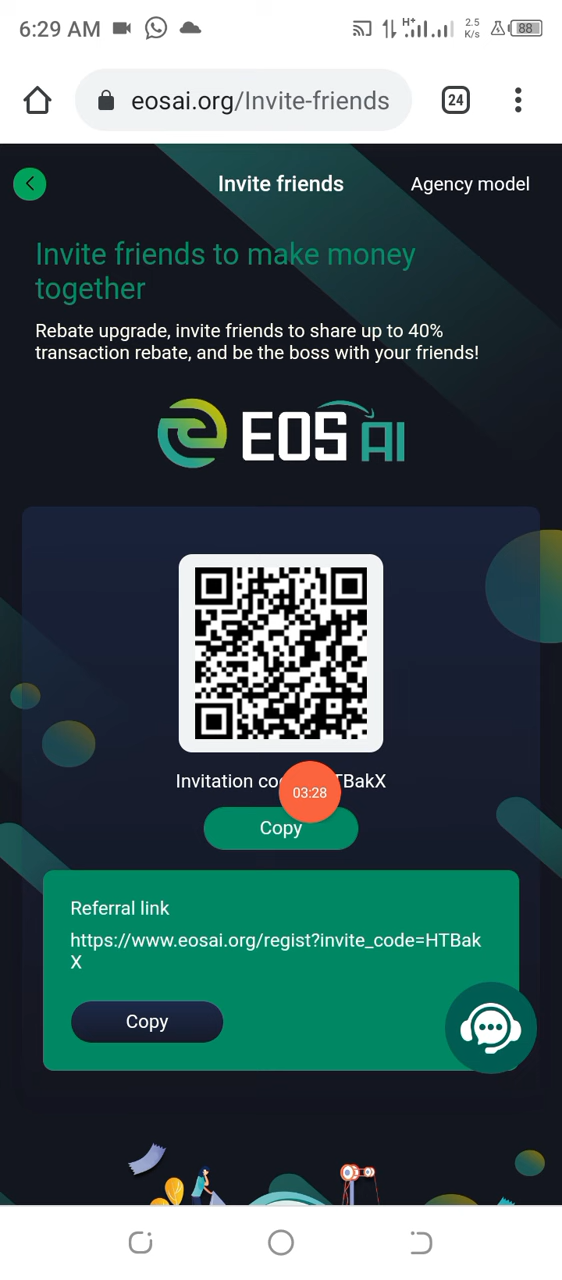 6:29 AM
H+
2.5
K/s
88
eosai.org/Invite-friends
24
Invite friends
Agency model
Invite friends to make money
together
Rebate upgrade, invite friends to share up to 40%
transaction rebate, and be the boss with your friends!
EOS AI
Invitation TBakX
03:28
Copy
Referral link
https://www.eosai.org/regist?invite_code=HTBak
X
Copy